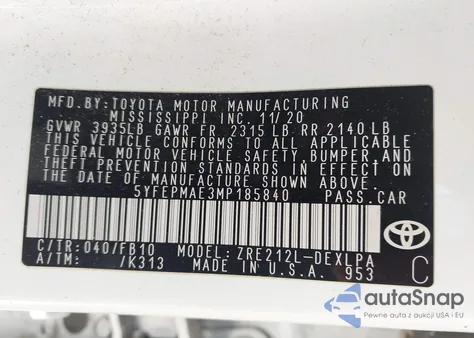 MFD.BY:TOYOTA MOTOR MANUFACTURING
MISSISSIPPI INC. 11/20
GVWR 3935LB GAWR FR 2315 LB RR 2140 LB
THIS VEHICLE CONFORMS TO ALL APPLICABLE
FEDERAL MOTOR VEHICLE SAFETY, BUMPER, AND
THEFT PREVENTION STANDARDS IN EFFECT ON
THE DATE OF MANUFACTURE SHOWN ABOVE.
5YFEPMAE3MP185840 PASS.CAR
C/TR:040/FB10 MODEL:ZRE212L-DEXLPA
A/TM: /K313 MADE IN U.S.A. 953
TOYOTA
C
autoSnap
Pewne auta z aukcji USA i EU